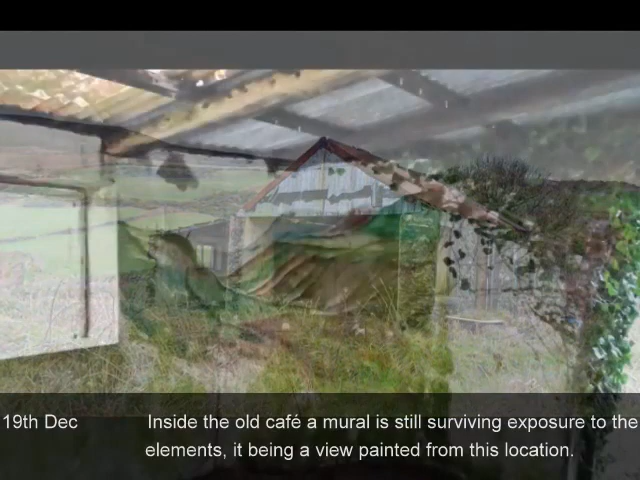 19th Dec Inside the old café a mural is still surviving exposure to the
elements, it being a view painted from this location.